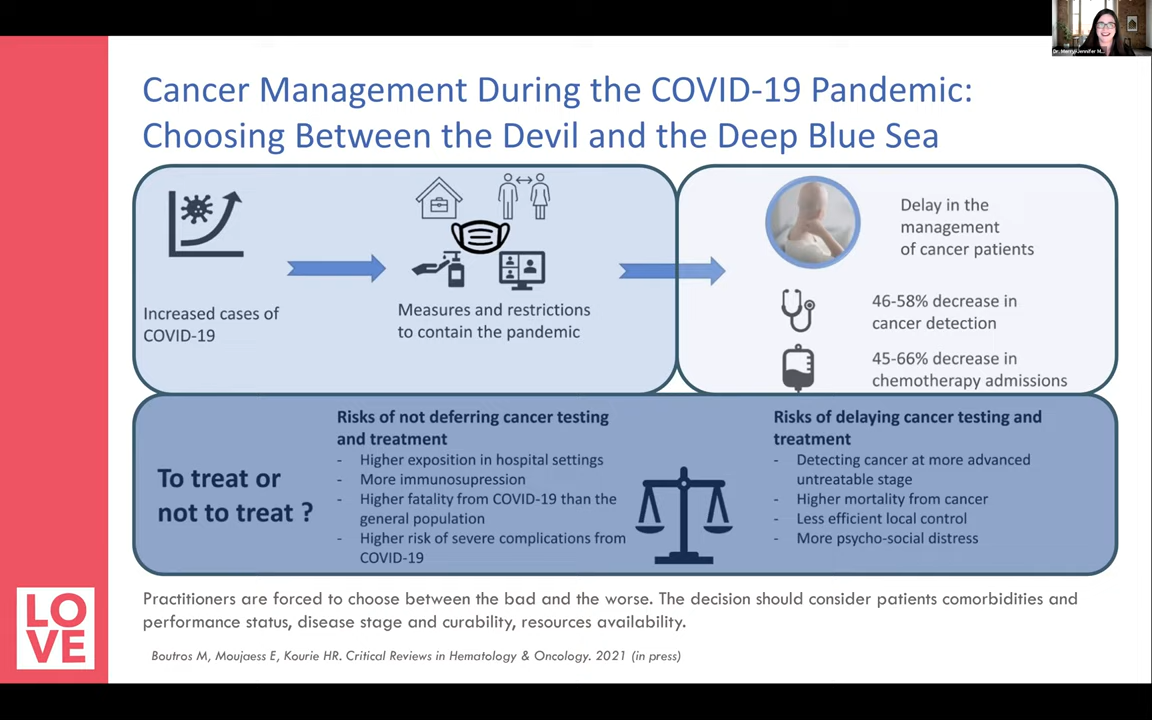 Dr. Merry-Jennifer M...
Cancer Management During the COVID-19 Pandemic:
Choosing Between the Devil and the Deep Blue Sea
Increased cases of
COVID-19
Measures and restrictions
to contain the pandemic
Delay in the
management
of cancer patients
46-58% decrease in
cancer detection
45-66% decrease in
chemotherapy admissions
To treat or
not to treat ?
Risks of not deferring cancer testing
and treatment
- Higher exposition in hospital settings
- More immunosupression
- Higher fatality from COVID-19 than the
general population
- Higher risk of severe complications from
COVID-19
Risks of delaying cancer testing and
treatment
- Detecting cancer at more advanced
untreatable stage
- Higher mortality from cancer
- Less efficient local control
- More psycho-social distress
Practitioners are forced to choose between the bad and the worse. The decision should consider patients comorbidities and
performance status, disease stage and curability, resources availability.
Boutros M, Moujaess E, Kourie HR. Critical Reviews in Hematology & Oncology. 2021 (in press)
LO
VE